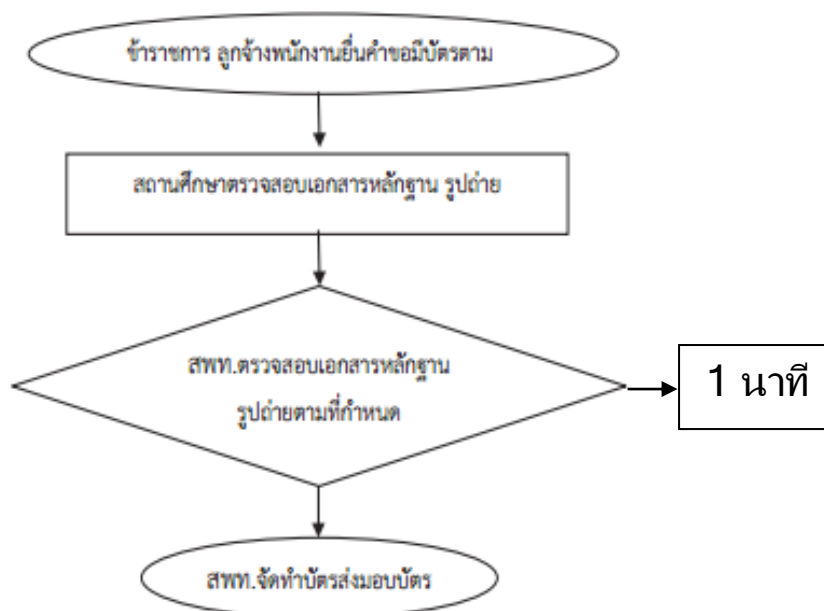 ข้าราชการ ลูกจ้างพนักงานยื่นคำขอมีบัตรตาม
สถานศึกษาตรวจสอบเอกสารหลักฐาน รูปถ่าย
สพท.ตรวจสอบเอกสารหลักฐาน
รูปถ่ายตามที่กำหนด
1 นาที
สพท.จัดทำบัตรส่งมอบบัตร